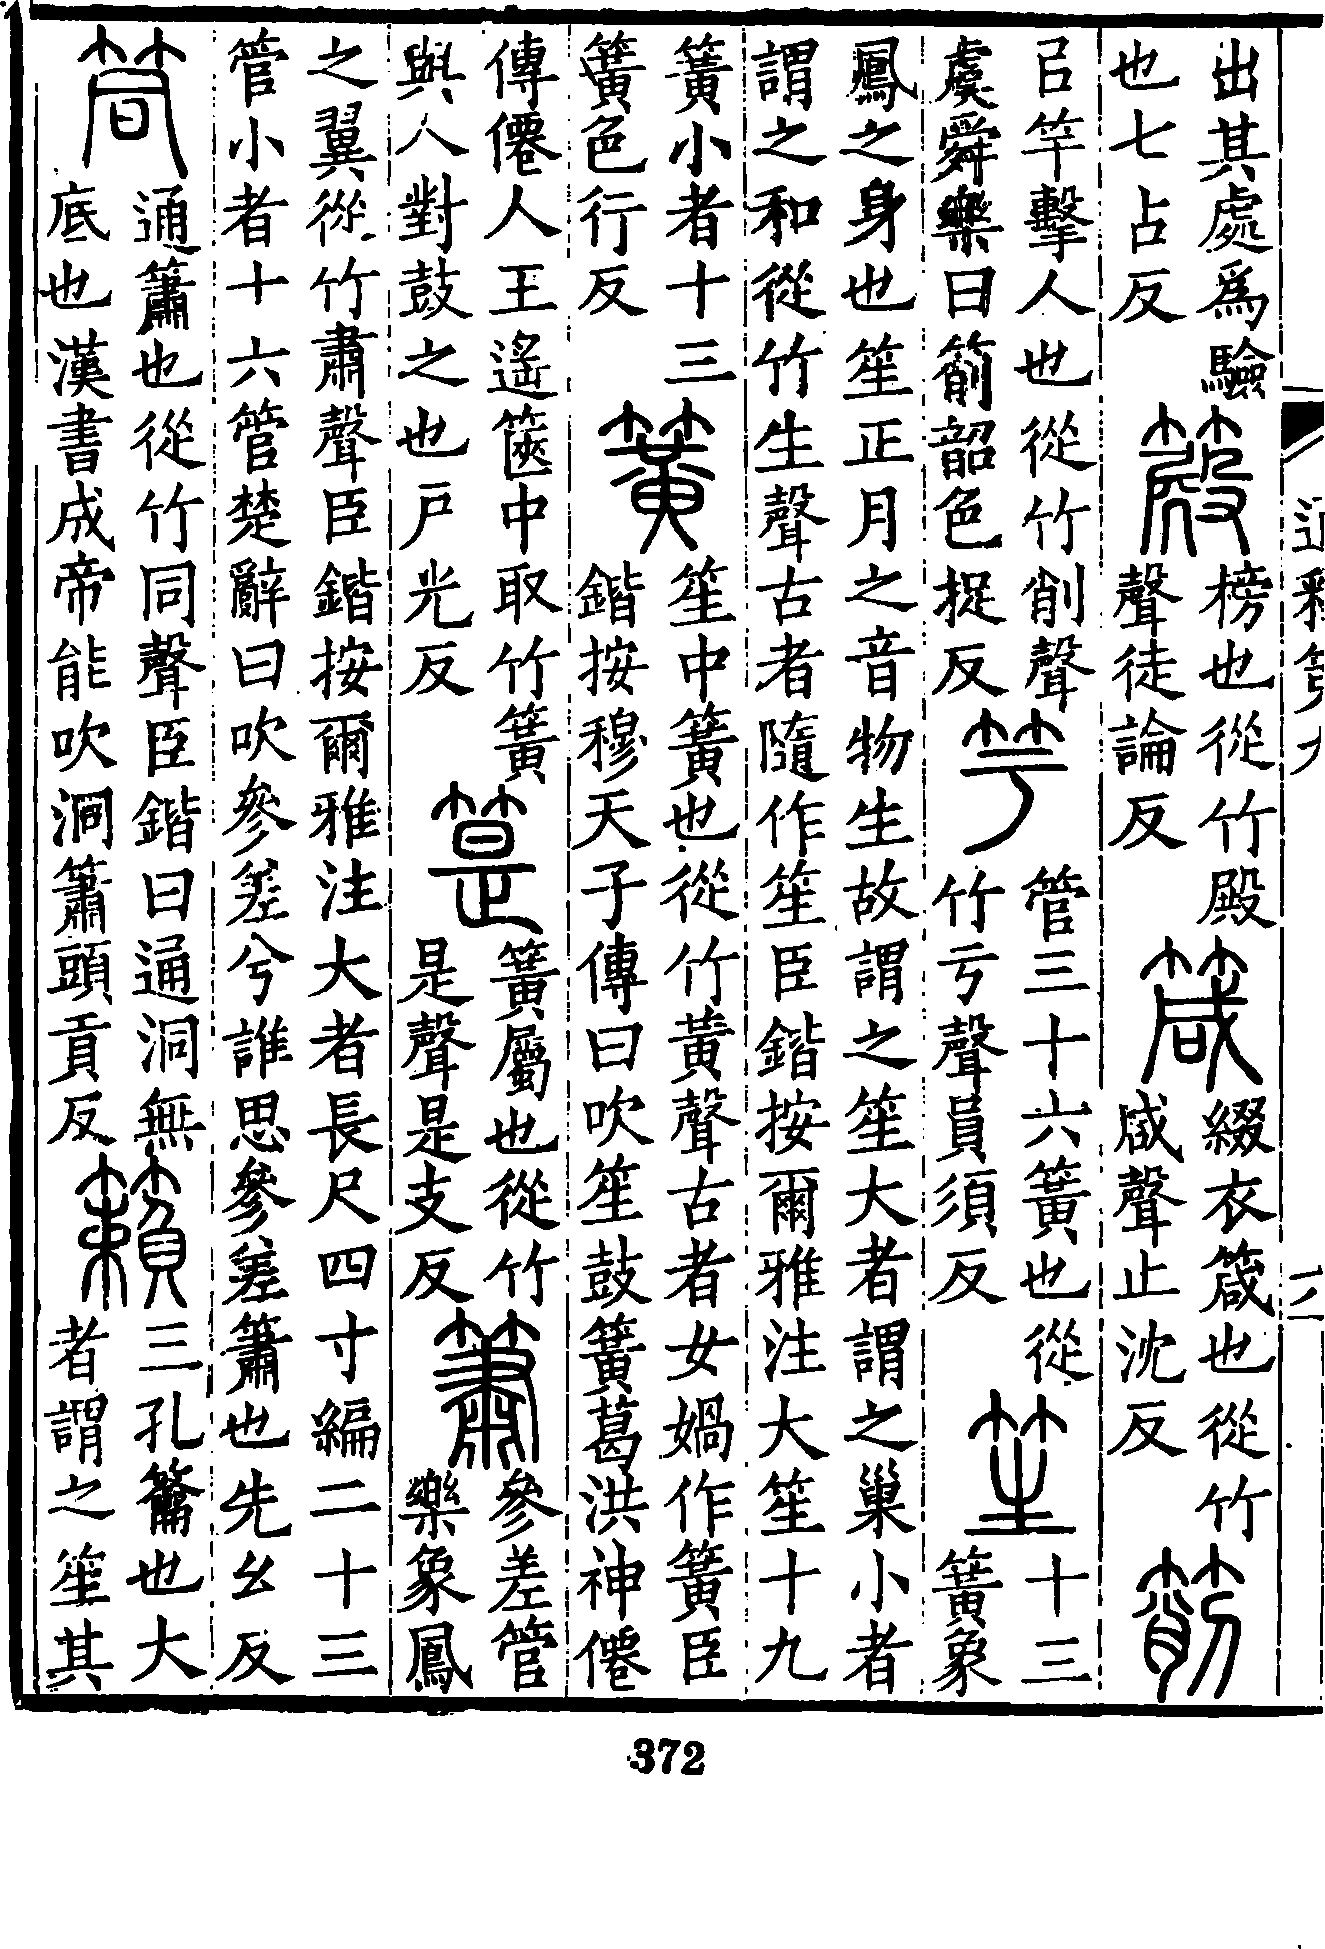 出其處爲驗
也七占反
𥴫
榜也從竹殿
聲徒論反
箴
綴衣箴也從竹
咸聲止沈反
箾
㠯竿擊人也從竹削聲
虞舜樂曰箾韶色捉反
竽
管三十六簧也從
竹亏聲員須反
笙
十三
簧象
鳳之身也笙正月之音物生故謂之笙大者謂之巢小者
謂之和從竹生聲古者隨作笙臣鍇按爾雅注大笙十九
簧小者十三
簧色行反
簧
笙中簧也從竹黃聲古者女媧作簧臣
鍇按穆天子傳曰吹笙鼓簧葛洪神僊
傳僊人王遙篋中取竹簧
與人對鼓之也戸光反
𥮖
簧屬也從竹
是聲是支反
簫
參差管
樂象鳳
之翼從竹肅聲臣鍇按爾雅注大者長尺四寸編二十三
管小者十六管楚辭曰吹參差兮誰思參差簫也先幺反
筒
通簫也從竹同聲臣鍇曰通洞無
底也漢書成帝能吹洞簫頭貢反
籟
三孔籥也大
者謂之笙其
372